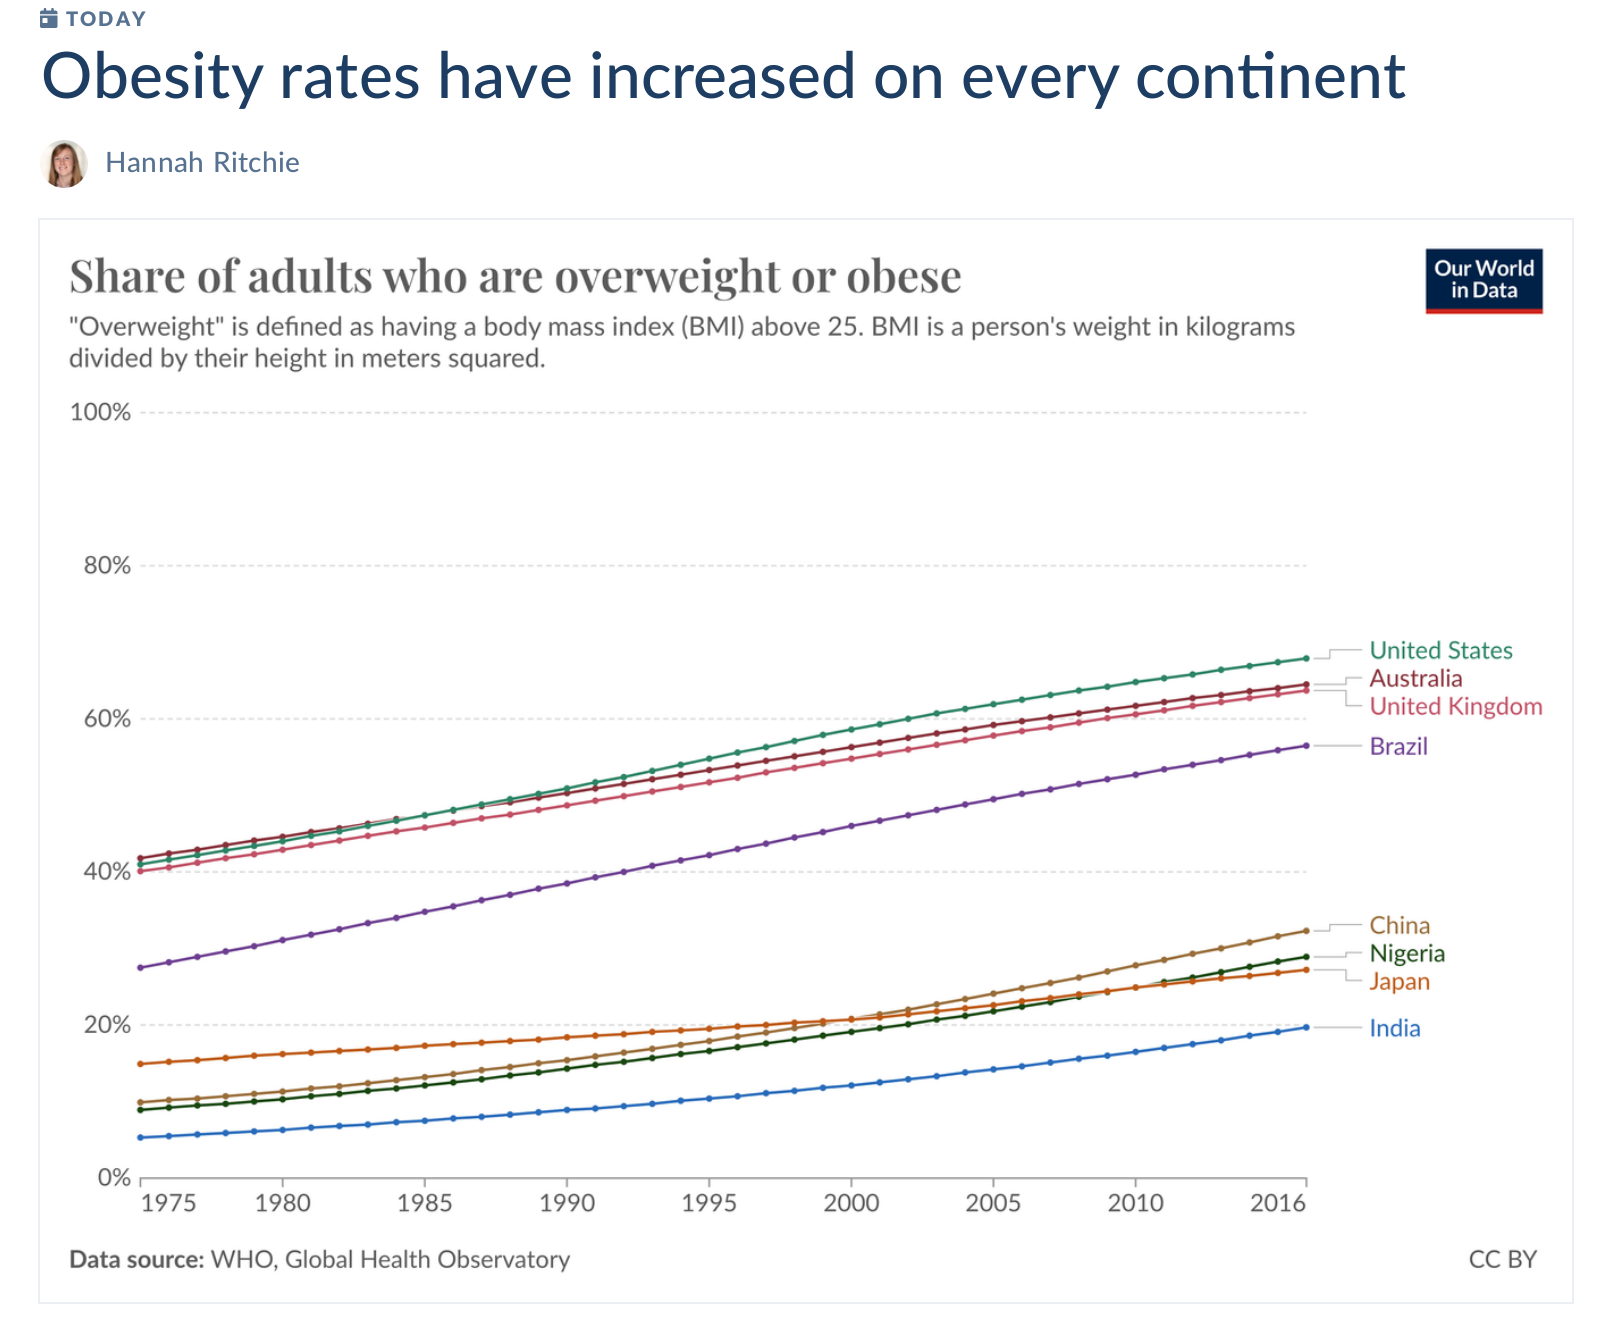 TODAY
Obesity rates have increased on every continent
Hannah Ritchie
Share of adults who are overweight or obese
Our World
in Data
"Overweight" is defined as having a body mass index (BMI) above 25. BMI is a person's weight in kilograms
divided by their height in meters squared.
100%
80%
60%
40%
20%
0%
United States
Australia
United Kingdom
Brazil
China
Nigeria
Japan
India
1975 1980 1985 1990 1995 2000 2005 2010 2016
Data source: WHO, Global Health Observatory
CC BY